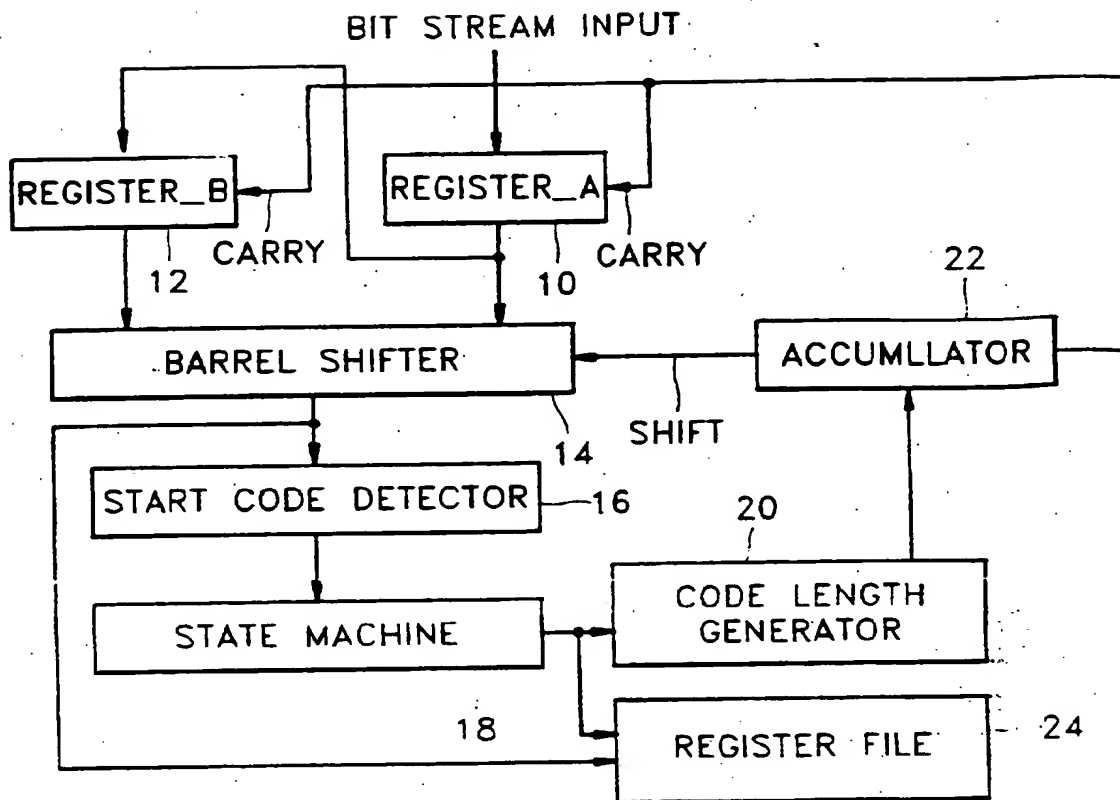 BIT STREAM INPUT
REGISTER_B
REGISTER_A
CARRY
CARRY
12
10
22
BARREL SHIFTER
ACCUMLLATOR
SHIFT
14
START CODE DETECTOR
16
20
STATE MACHINE
CODE LENGTH
GENERATOR
18
REGISTER FILE
24